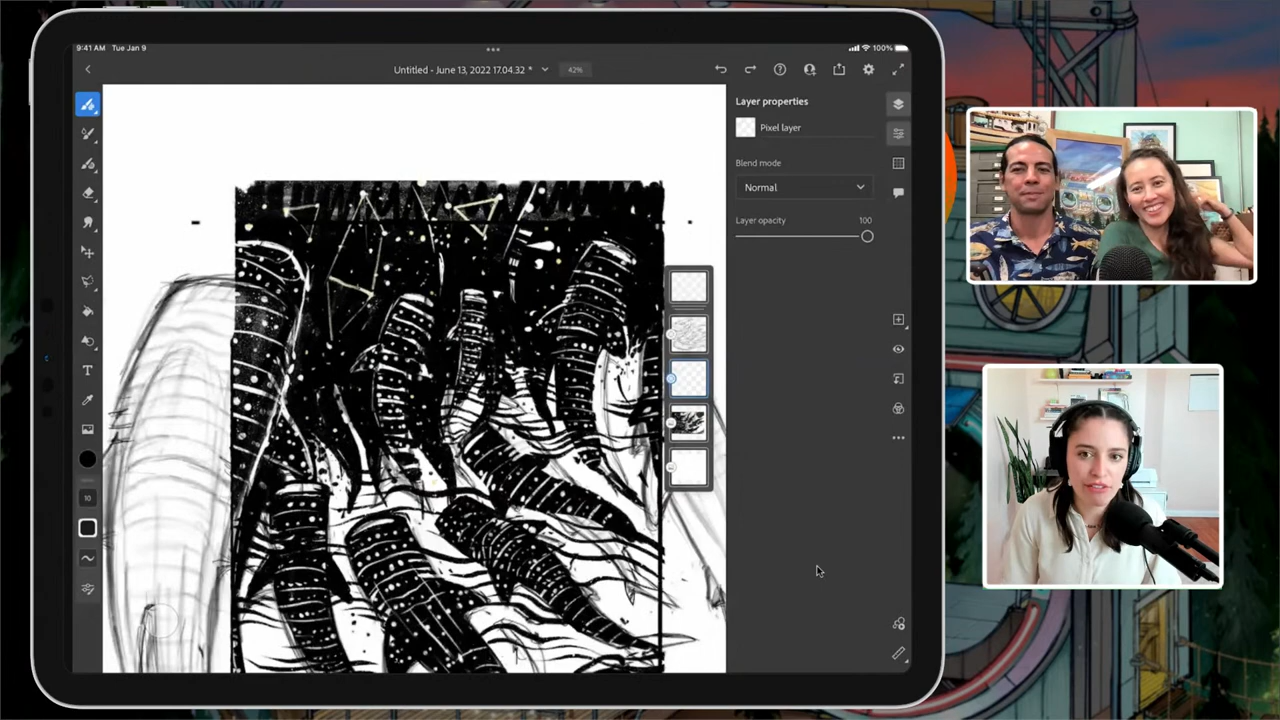 9:41 AM Tue Jan 9
100%
Untitled - June 13, 2022 17.04.32 *
42%
Layer properties
Pixel layer
Blend mode
Normal
Layer opacity 100
T
10